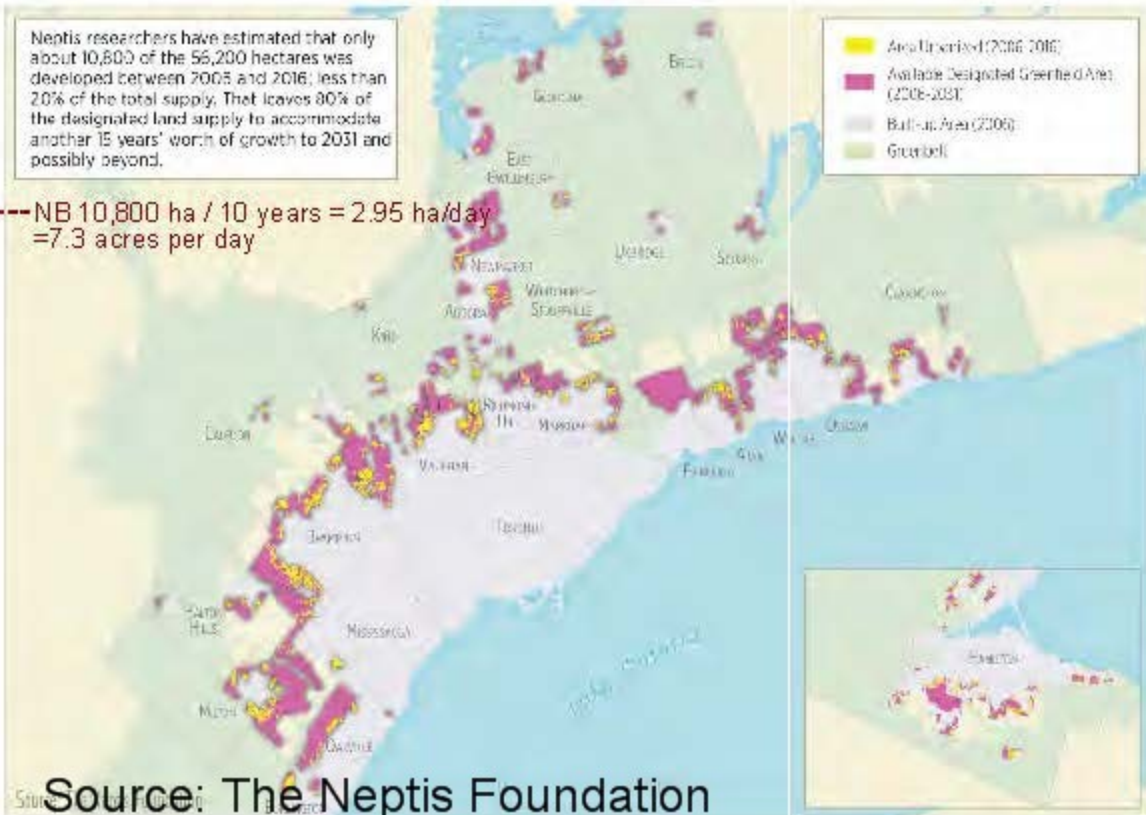 Neptis researchers have estimated that only
about 10,800 of the 56,200 hectares was
developed between 2006 and 2016; less than
20% of the total supply. That leaves 80% of
the designated land supply to accommodate
another 15 years' worth of growth to 2031 and
possibly beyond.
Area Urbanized (2006-2016)
Available Designated Greenfield Area
(2006-2031)
Built-up Area (2006)
Greenbelt
---NB 10,800 ha / 10 years = 2.95 ha/day
=7.3 acres per day
GEORGINA
BROCK
EAST
GWILLIMBURY
UXBRIDGE
SCUGOG
NEWMARKET
WHITCHURCH-
STOUFFVILLE
AURORA
KING
CLARINGTON
CALEDON
RICHMOND
HILL
MARKHAM
VAUGHAN
PICKERING
AJAX
WHITBY
OSHAWA
BRAMPTON
TORONTO
HALTON
HILLS
MISSISSAUGA
MILTON
OAKVILLE
HAMILTON
Source: The Neptis Foundation